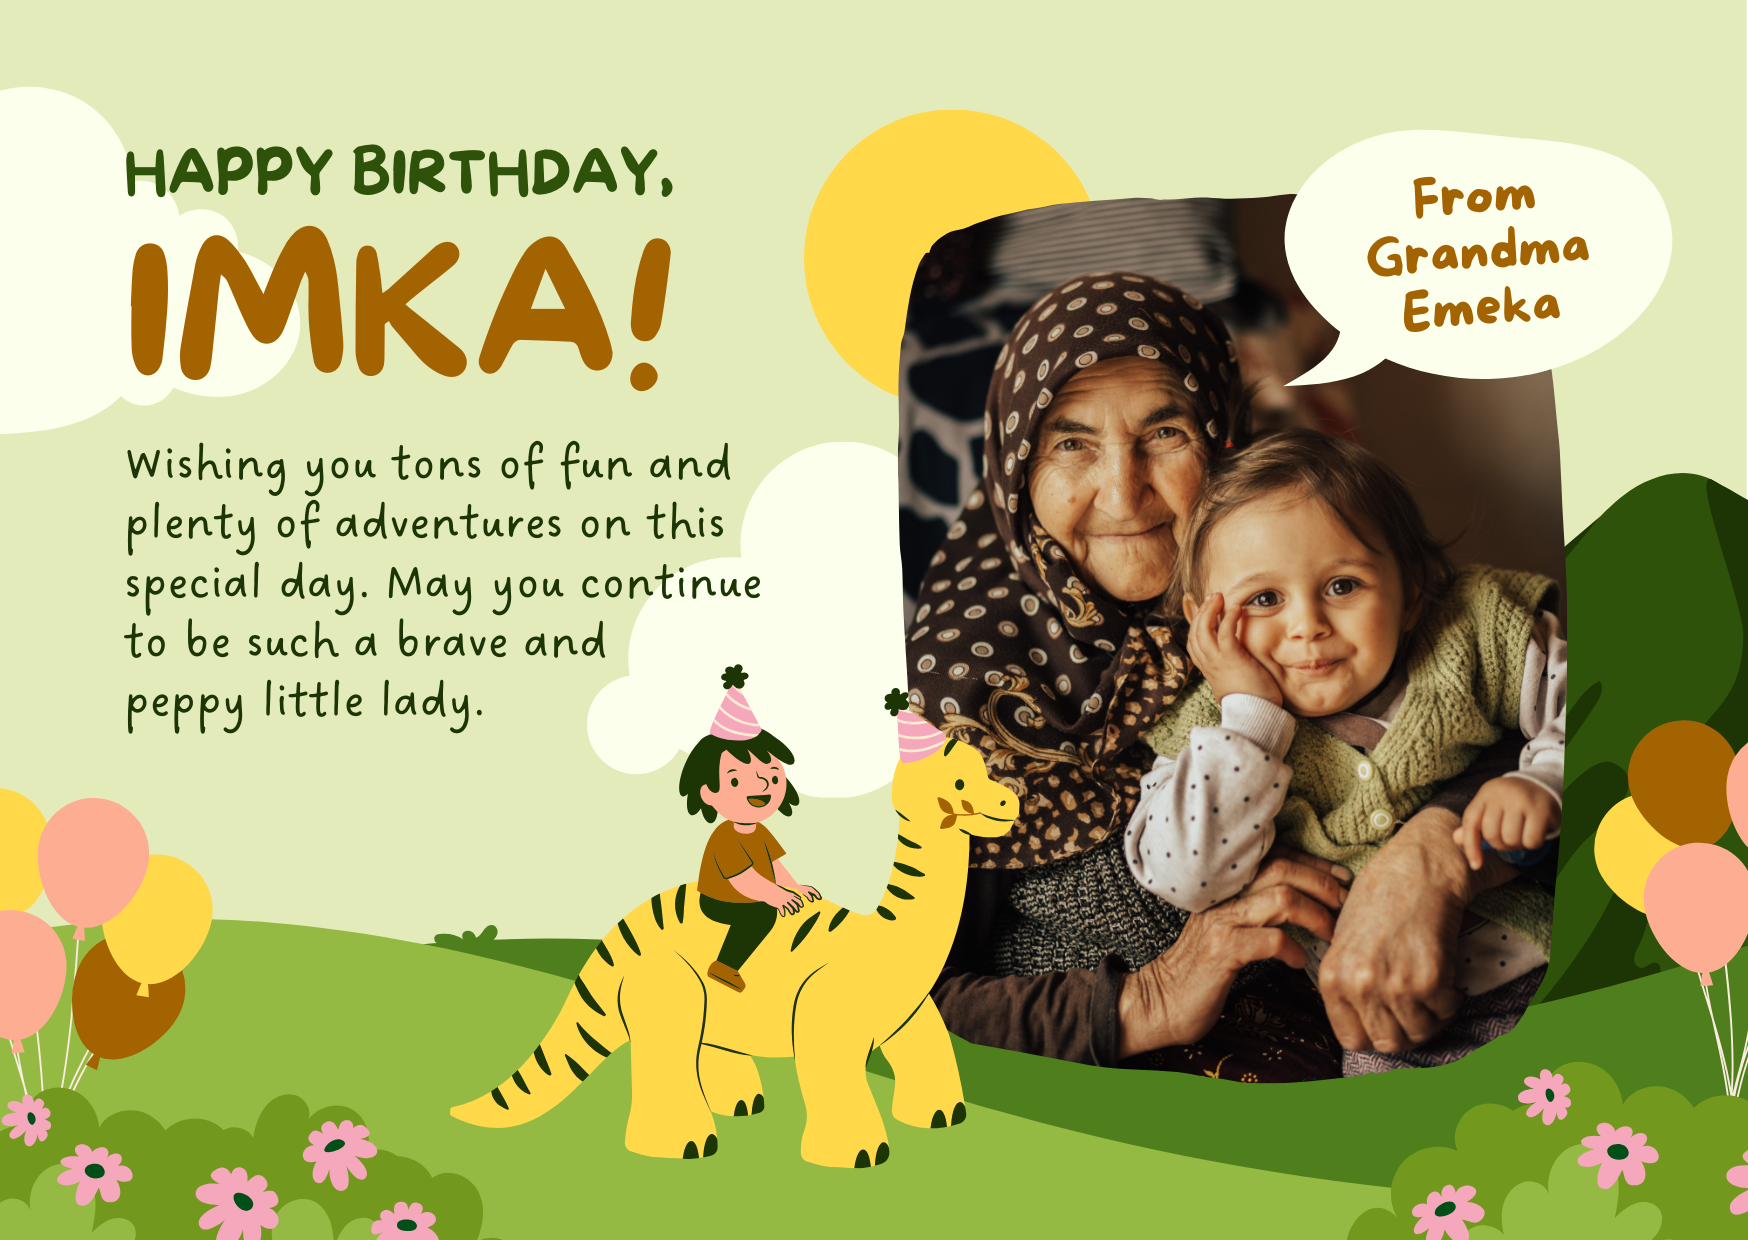 HAPPY BIRTHDAY,
IMKA!
Wishing you tons of fun and
plenty of adventures on this
special day. May you continue
to be such a brave and
peppy little lady.
From
Grandma
Emeka